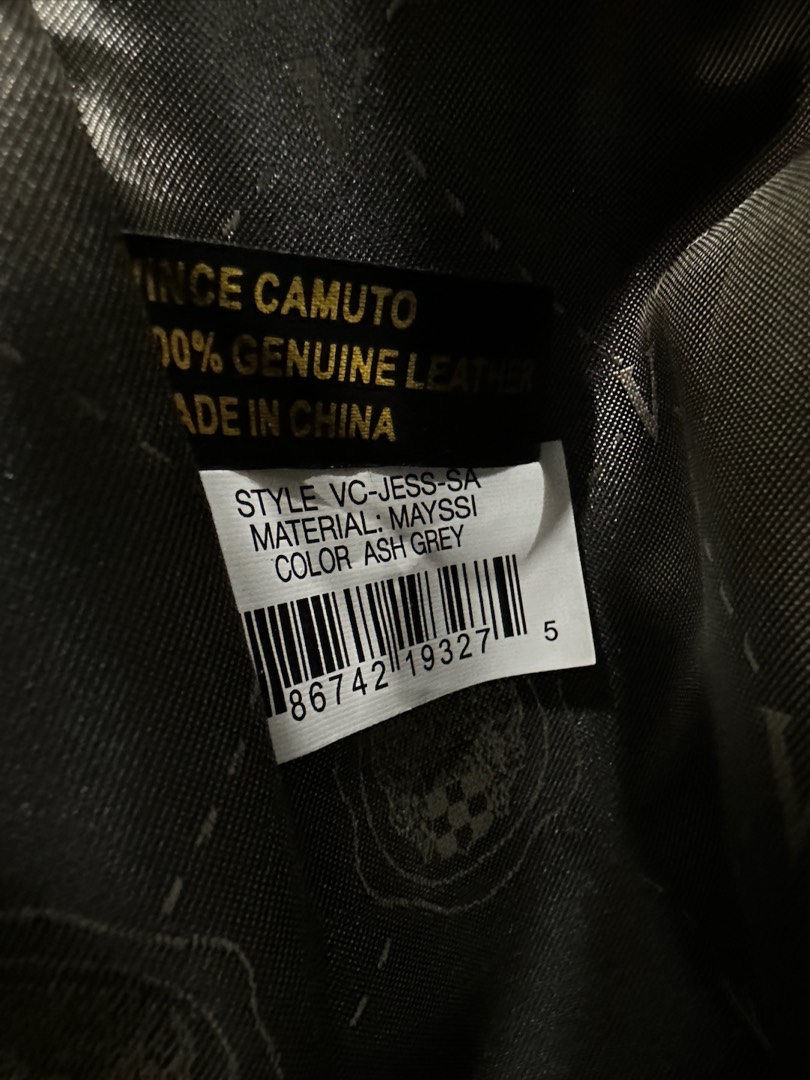 INCE CAMUTO
00% GENUINE LEATHER
ADE IN CHINA
STYLE VC-JESS-SA
MATERIAL: MAYSSI
COLOR ASH GREY
86742 19327 5